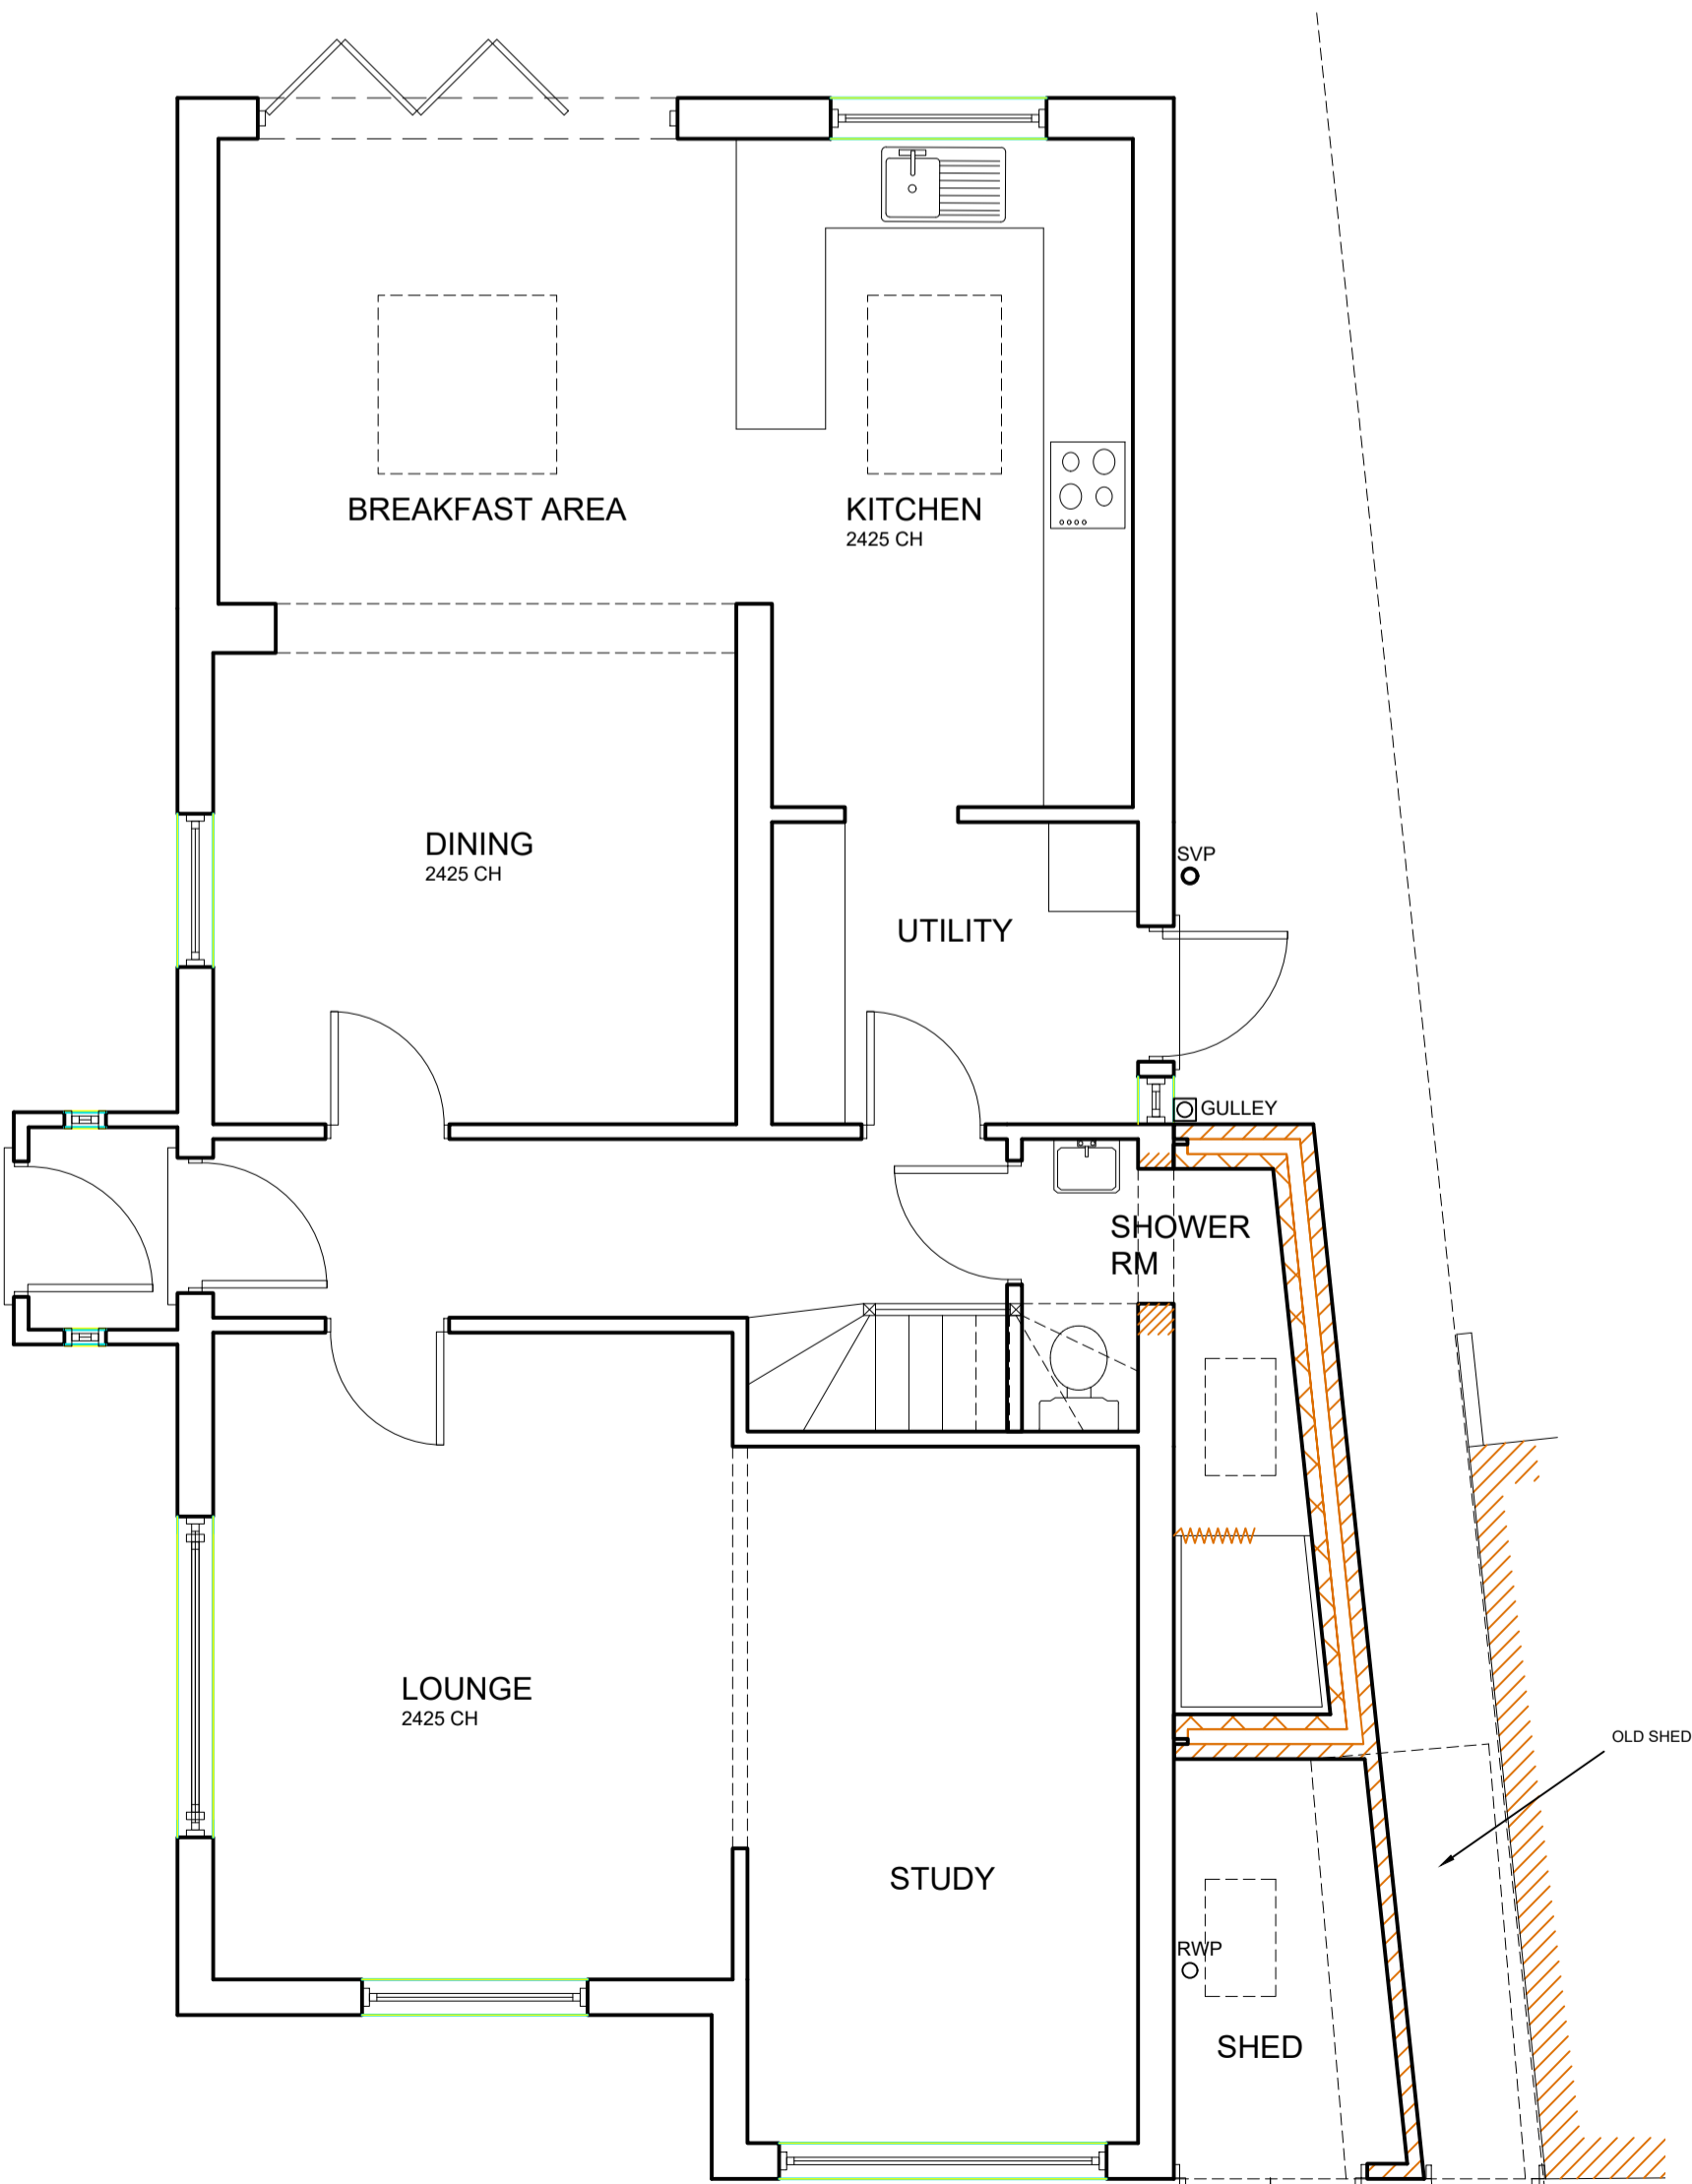 BREAKFAST AREA
KITCHEN
2425 CH
DINING
2425 CH
SVP
UTILITY
GULLEY
SHOWER
RM
LOUNGE
2425 CH
OLD SHED
STUDY
RWP
SHED